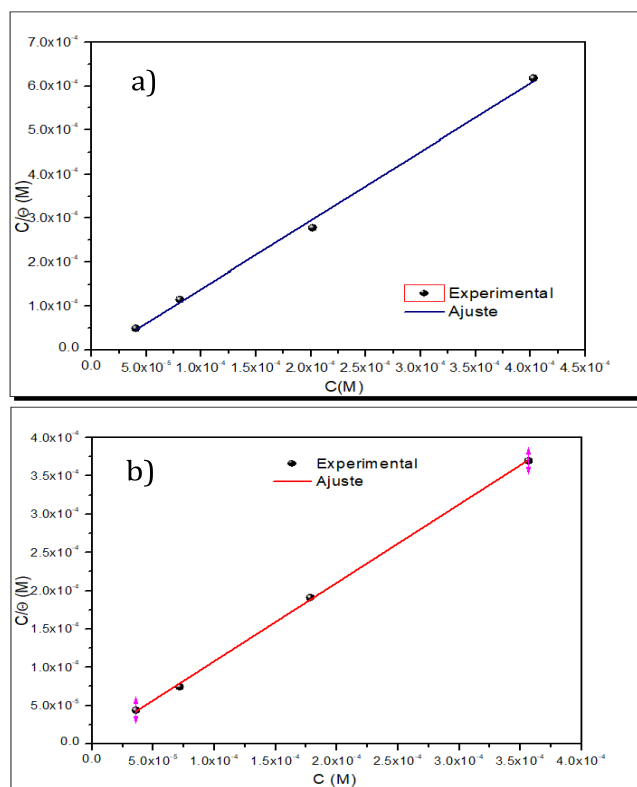 a)
7.0x10⁻⁴
6.0x10⁻⁴
5.0x10⁻⁴
4.0x10⁻⁴
3.0x10⁻⁴
2.0x10⁻⁴
1.0x10⁻⁴
0.0
C/Θ (M)
Experimental
Ajuste
0.0 5.0x10⁻⁵ 1.0x10⁻⁴ 1.5x10⁻⁴ 2.0x10⁻⁴ 2.5x10⁻⁴ 3.0x10⁻⁴ 3.5x10⁻⁴ 4.0x10⁻⁴ 4.5x10⁻⁴
C(M)
b)
4.0x10⁻⁴
3.5x10⁻⁴
3.0x10⁻⁴
2.5x10⁻⁴
2.0x10⁻⁴
1.5x10⁻⁴
1.0x10⁻⁴
5.0x10⁻⁵
0.0
C/Θ (M)
Experimental
Ajuste
0.0 5.0x10⁻⁵ 1.0x10⁻⁴ 1.5x10⁻⁴ 2.0x10⁻⁴ 2.5x10⁻⁴ 3.0x10⁻⁴ 3.5x10⁻⁴ 4.0x10⁻⁴
C (M)